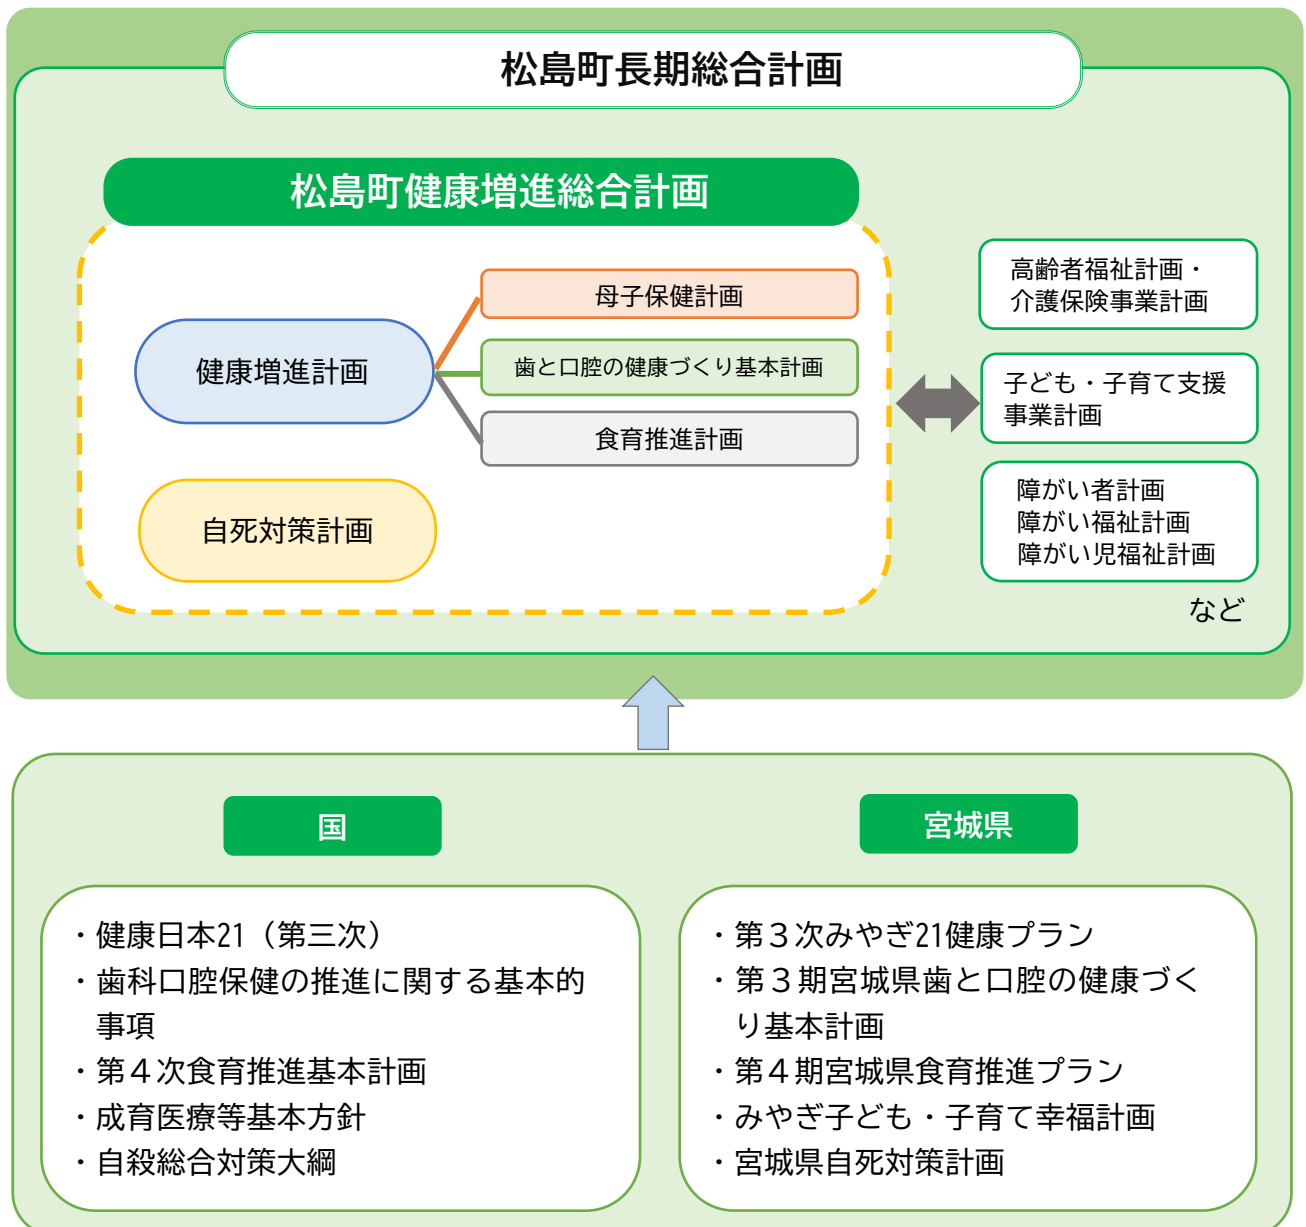 松島町長期総合計画
松島町健康増進総合計画
健康増進計画
母子保健計画
歯と口腔の健康づくり基本計画
食育推進計画
自死対策計画
高齢者福祉計画・
介護保険事業計画
子ども・子育て支援
事業計画
障がい者計画
障がい福祉計画
障がい児福祉計画
など
国
・健康日本21（第三次）
・歯科口腔保健の推進に関する基本的
事項
・第４次食育推進基本計画
・成育医療等基本方針
・自殺総合対策大綱
宮城県
・第３次みやぎ21健康プラン
・第３期宮城県歯と口腔の健康づく
り基本計画
・第４期宮城県食育推進プラン
・みやぎ子ども・子育て幸福計画
・宮城県自死対策計画